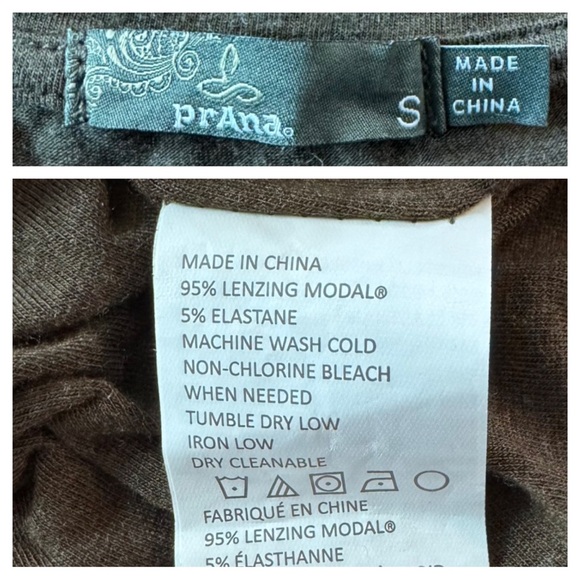 prAna
S
MADE
IN
CHINA
MADE IN CHINA
95% LENZING MODAL®
5% ELASTANE
MACHINE WASH COLD
NON-CHLORINE BLEACH
WHEN NEEDED
TUMBLE DRY LOW
IRON LOW
DRY CLEANABLE
FABRIQUÉ EN CHINE
95% LENZING MODAL®
5% ÉLASTHANNE